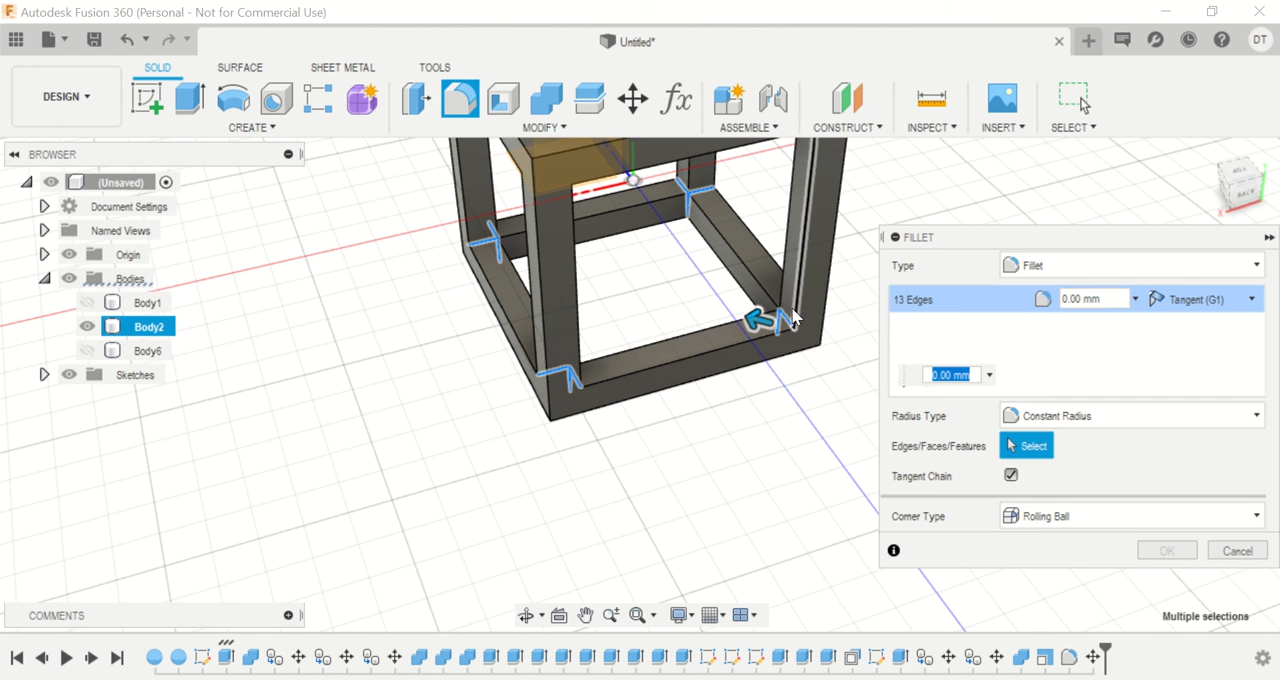 Autodesk Fusion 360 (Personal - Not for Commercial Use)
Untitled*
DT
SOLID SURFACE SHEET METAL TOOLS
DESIGN
CREATE MODIFY ASSEMBLE CONSTRUCT INSPECT INSERT SELECT
BROWSER
(Unsaved)
Document Settings
Named Views
Origin
Bodies
Body1
Body2
Body6
Sketches
BACK
X
FILLET
Type Fillet
13 Edges 0.00 mm Tangent (G1)
0.00 mm
Radius Type Constant Radius
Edges/Faces/Features Select
Tangent Chain
Corner Type Rolling Ball
OK Cancel
COMMENTS
Multiple selections